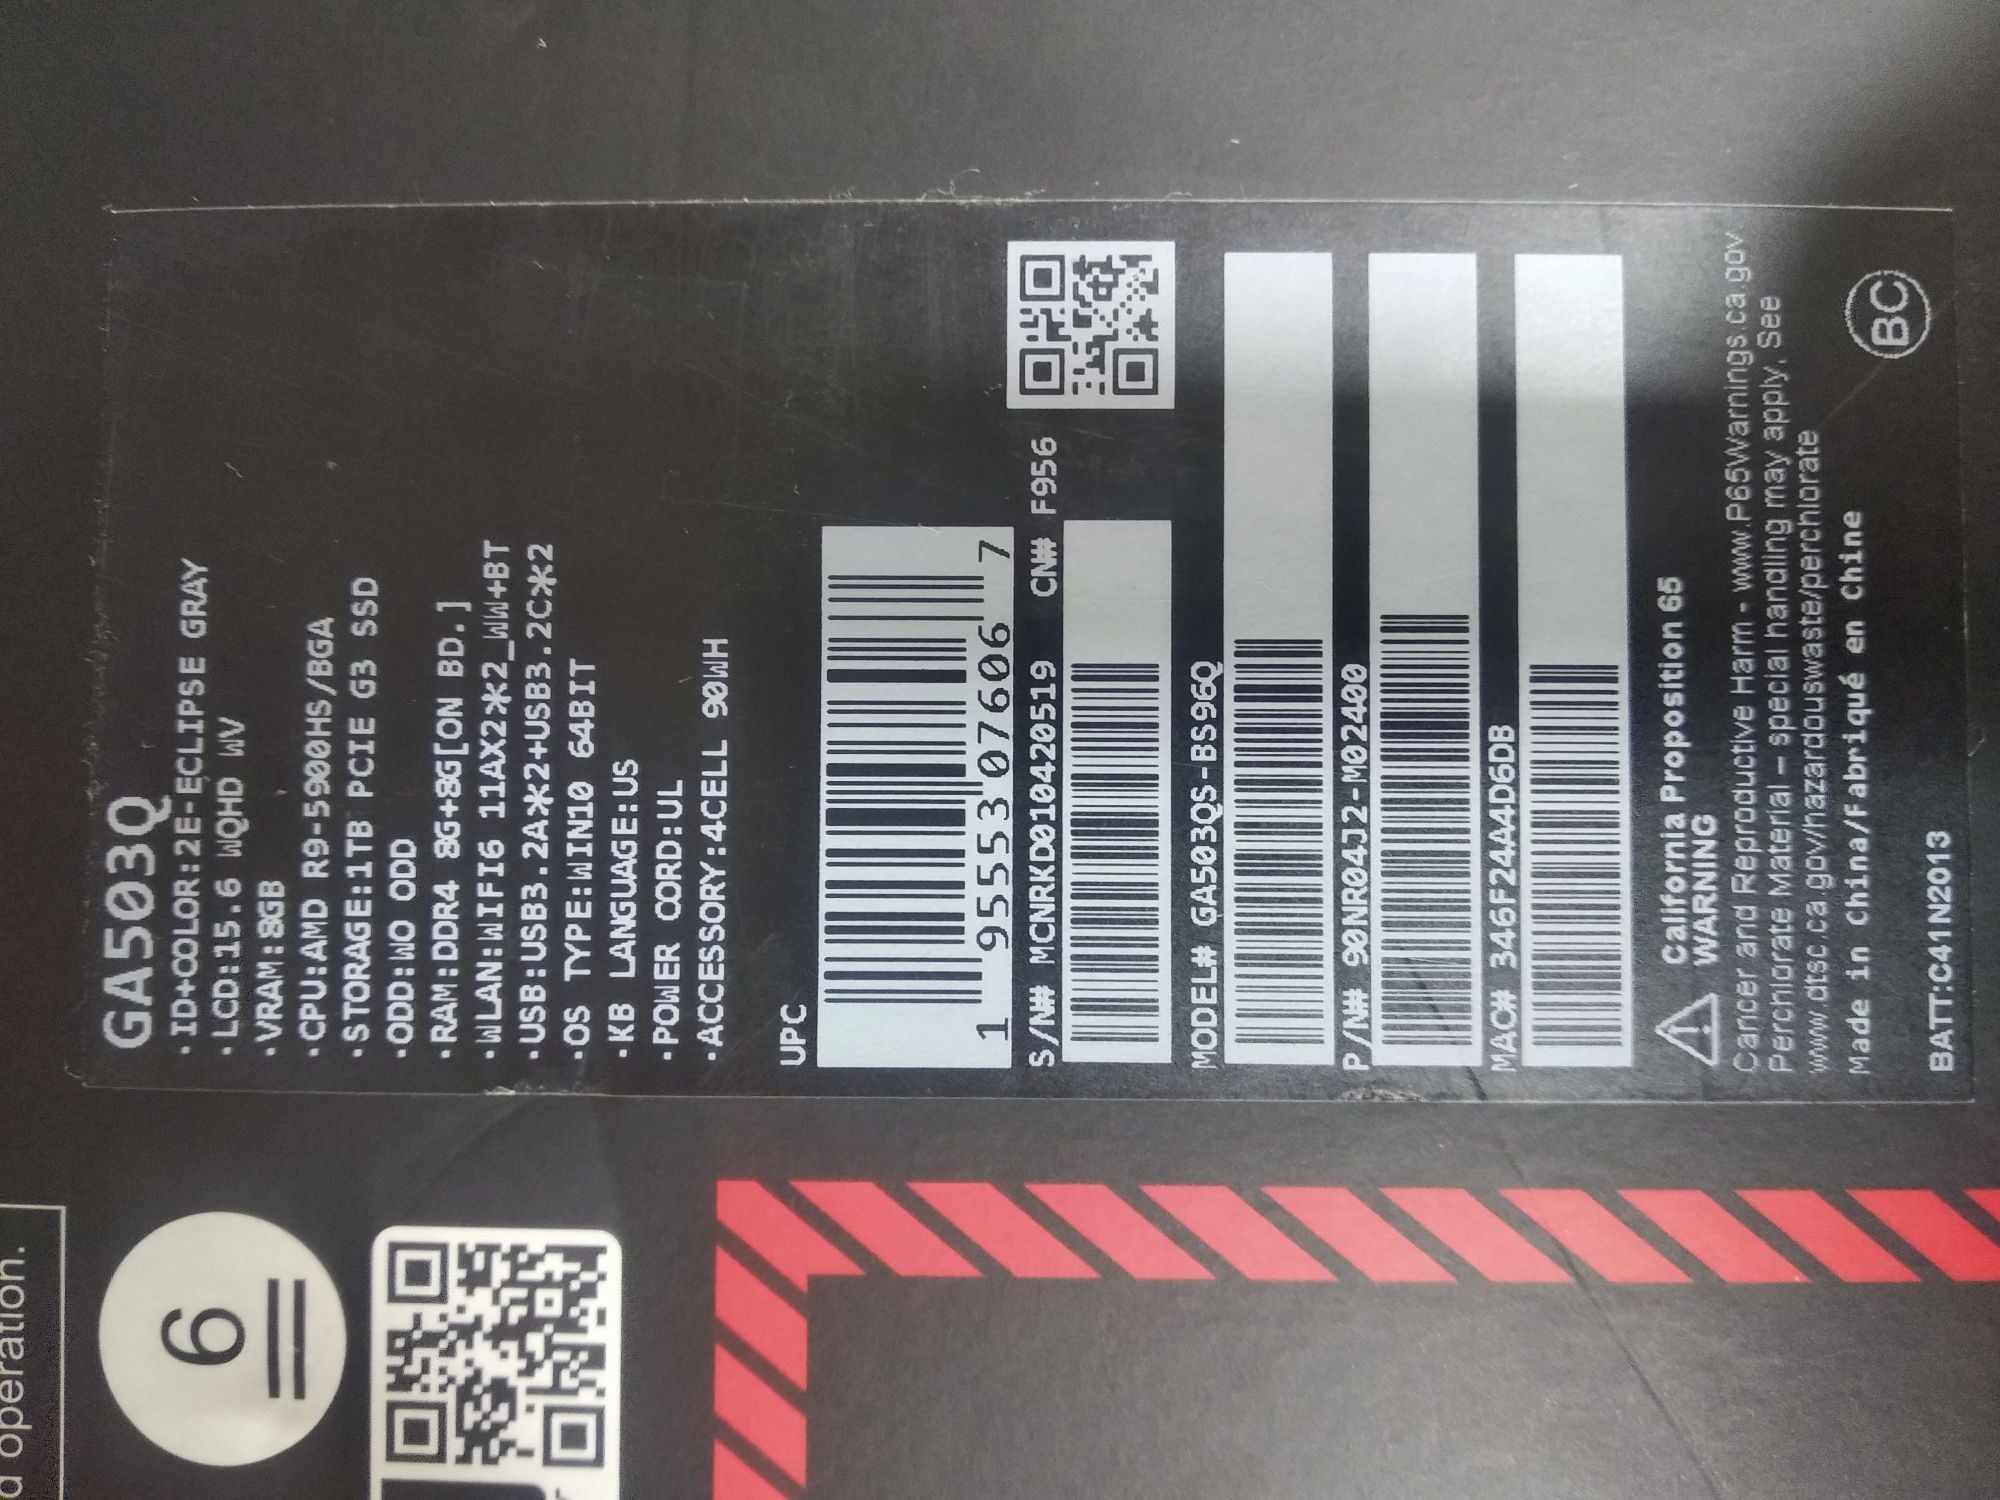 GA503Q
·ID+COLOR:2E-ECLIPSE GRAY
·LCD:15.6 WQHD WV
·VRAM:8GB
·CPU:AMD R9-5900HS/BGA
·STORAGE:1TB PCIE G3 SSD
·ODD:WO ODD
·RAM:DDR4 8G+8G[ON BD.]
·WLAN:WIFI6 11AX2*2_WW+BT
·USB:USB3.2A*2+USB3.2C*2
·OS TYPE:WIN10 64BIT
·KB LANGUAGE:US
·POWER CORD:UL
·ACCESSORY:4CELL 90WH
UPC
1 95553 07606 7
S/N# MCNRKD010420519 CN# F956
MODEL# GA503QS-BS96Q
P/N# 90NR04J2-M02400
MAC# 346F24A4D6DB
California Proposition 65
WARNING
Cancer and Reproductive Harm - www.P65Warnings.ca.gov
Perchlorate Material – special handling may apply. See
www.dtsc.ca.gov/hazardouswaste/perchlorate
Made in China/Fabriqué en Chine
BC
BATT:C41N2013
d operation.
6